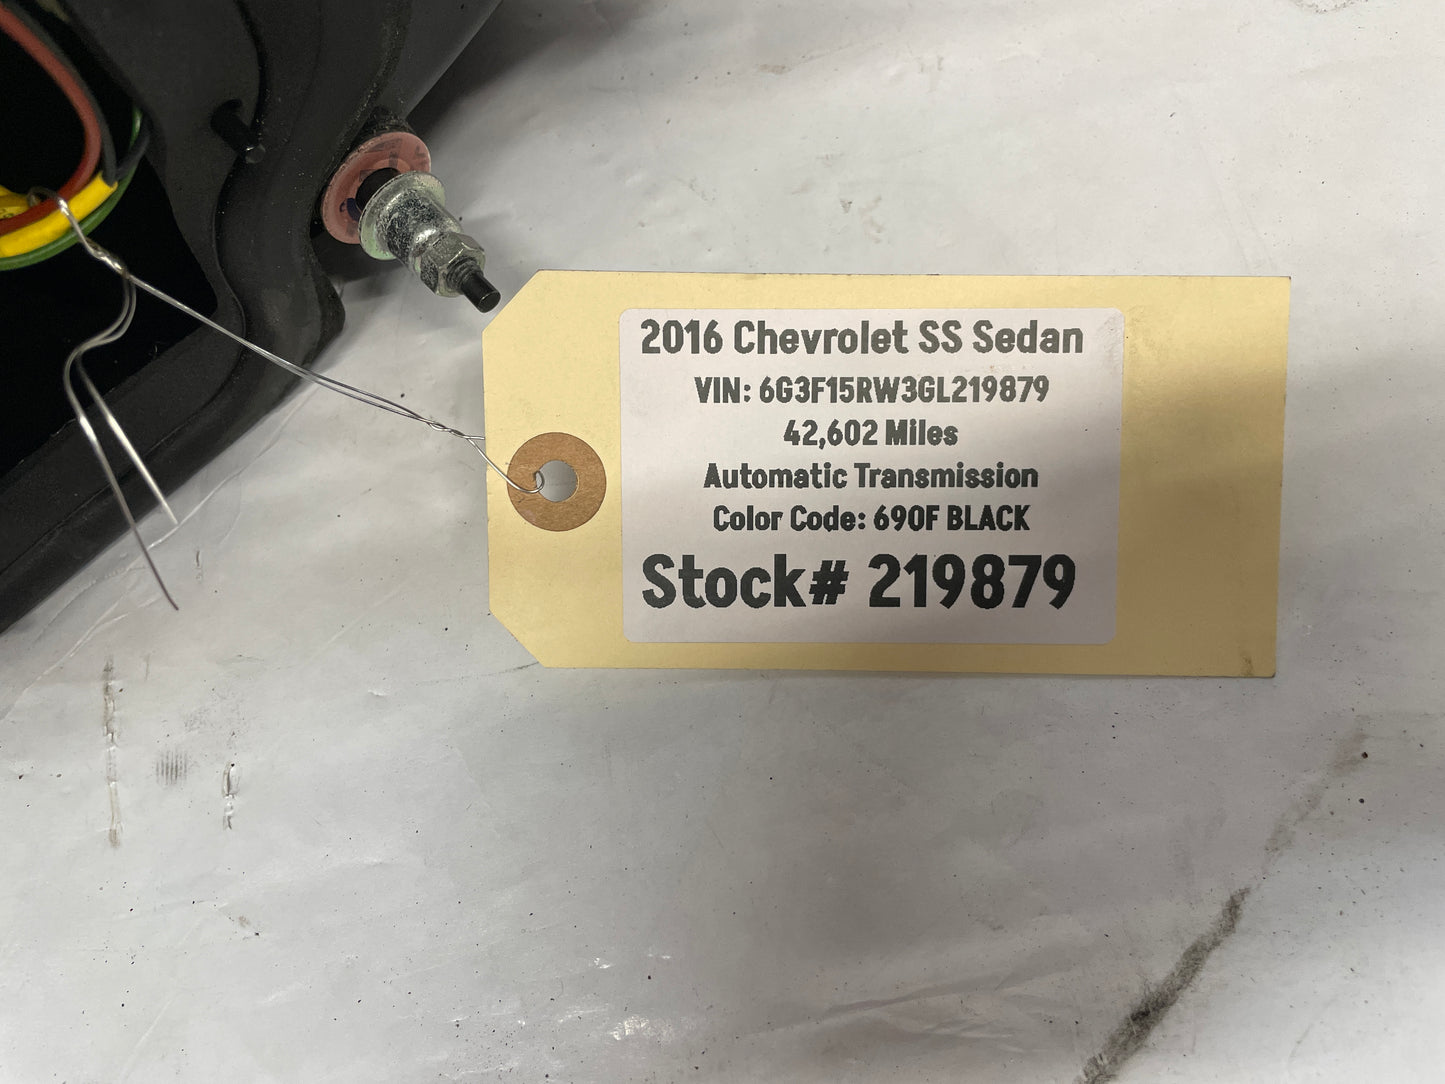 2016 Chevrolet SS Sedan
VIN: 6G3F15RW3GL219879
42,602 Miles
Automatic Transmission
Color Code: 690F BLACK
Stock# 219879